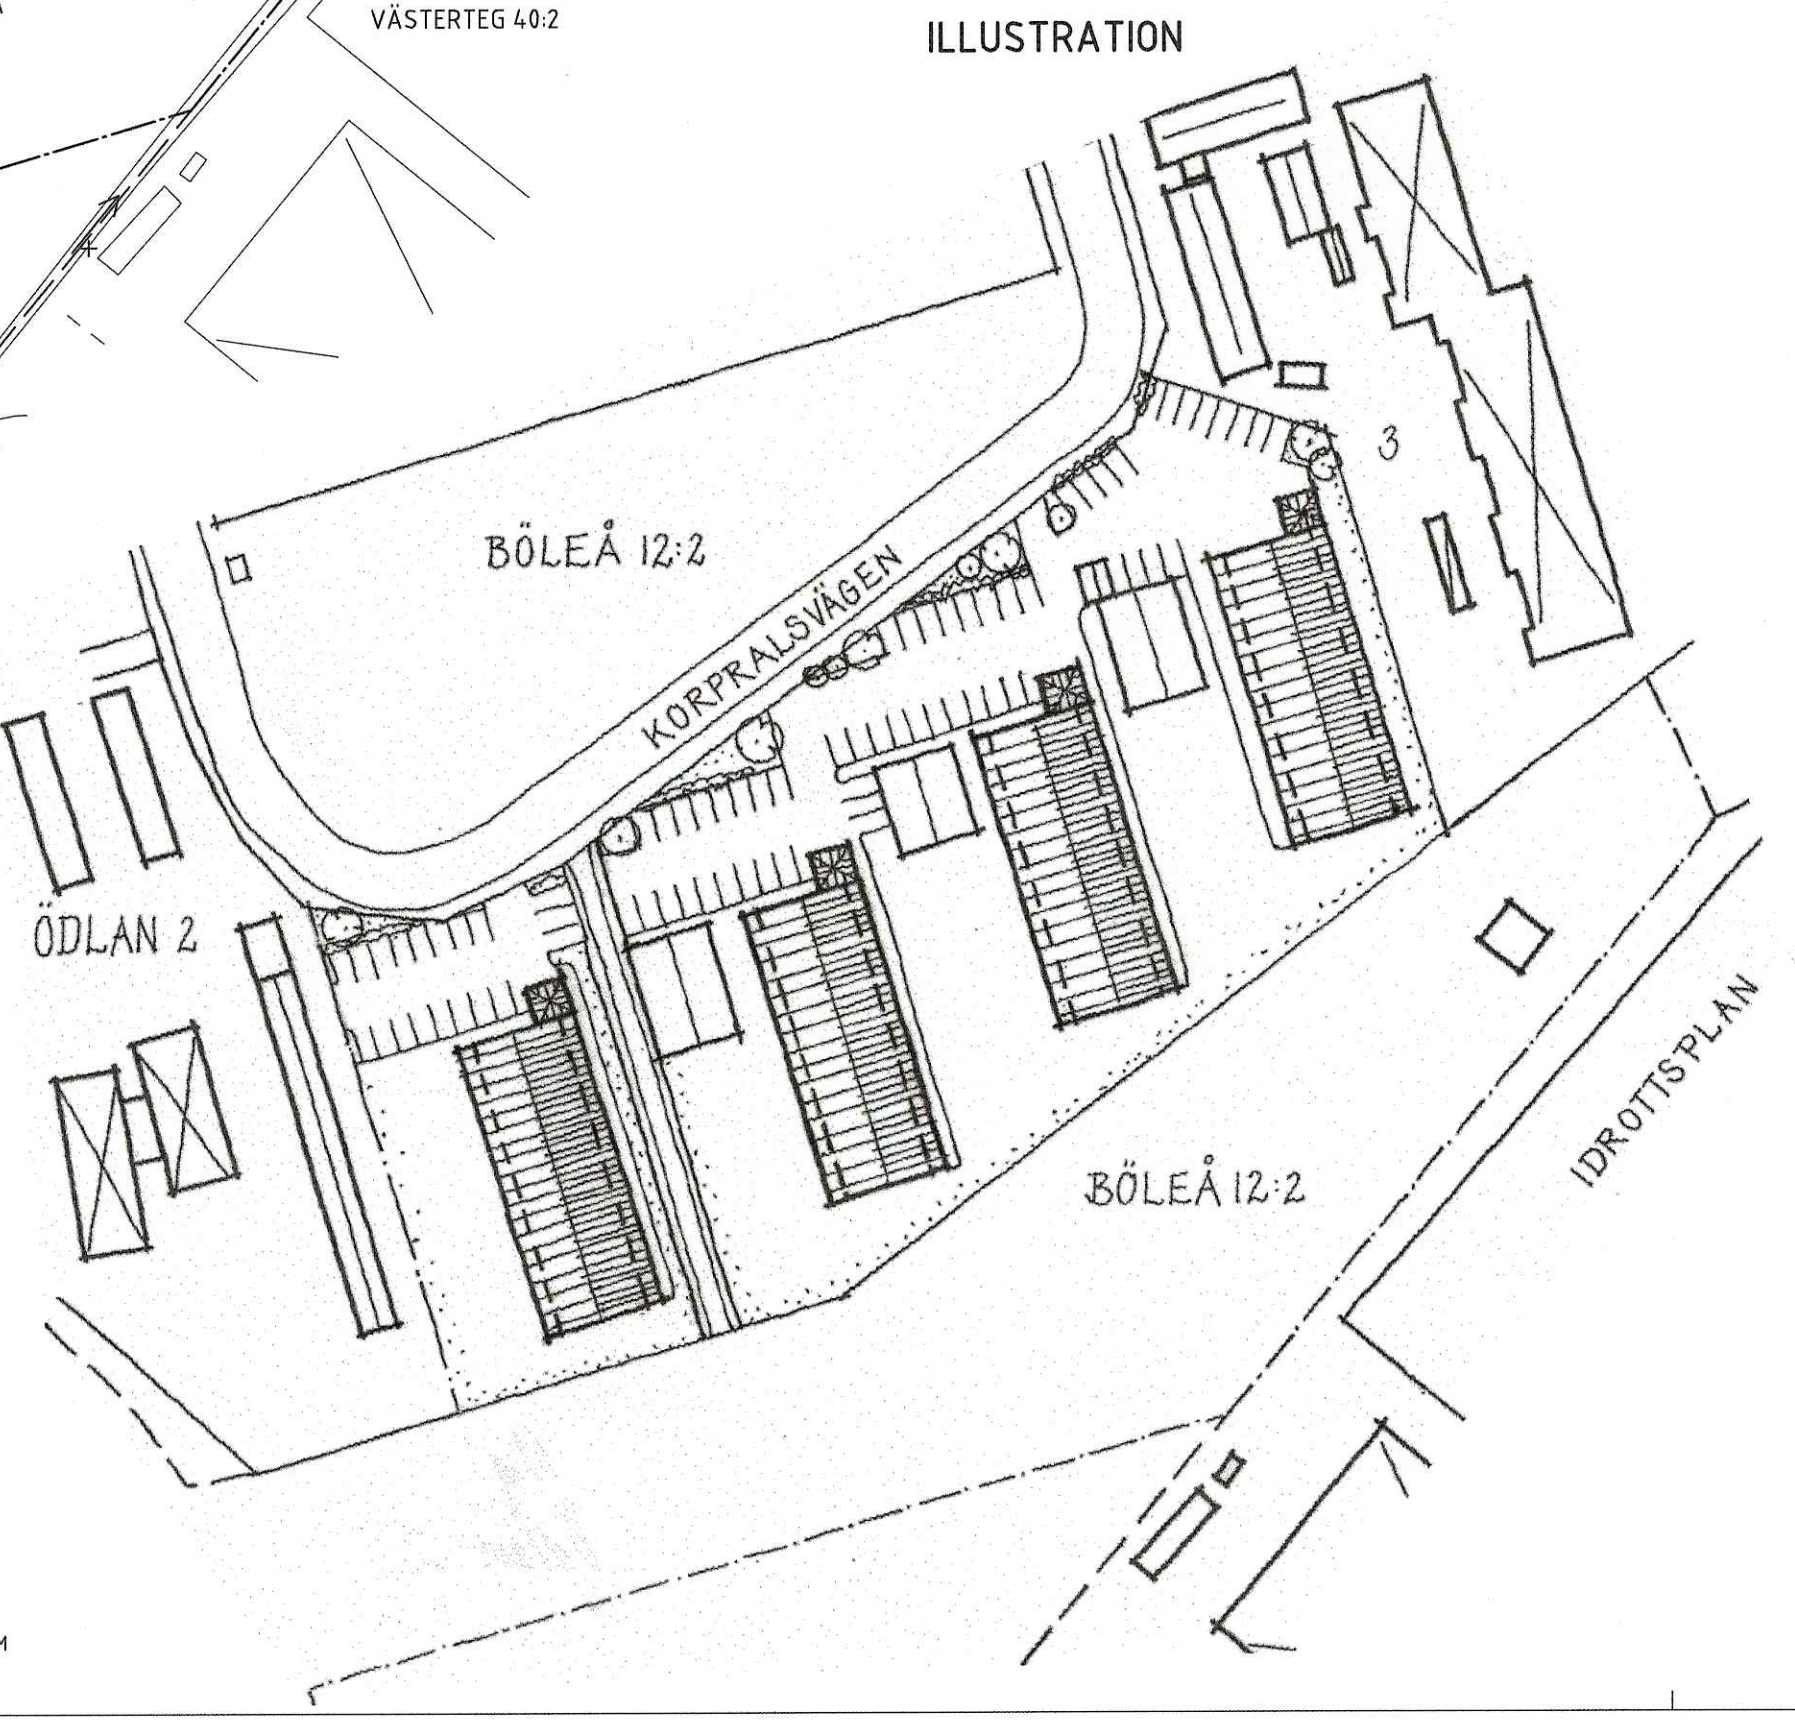 VÄSTERTEG 40:2
ILLUSTRATION
3
BÖLEÅ 12:2
KORPRALSVÄGEN
ÖDLAN 2
IDROTTSPLAN
BÖLEÅ 12:2